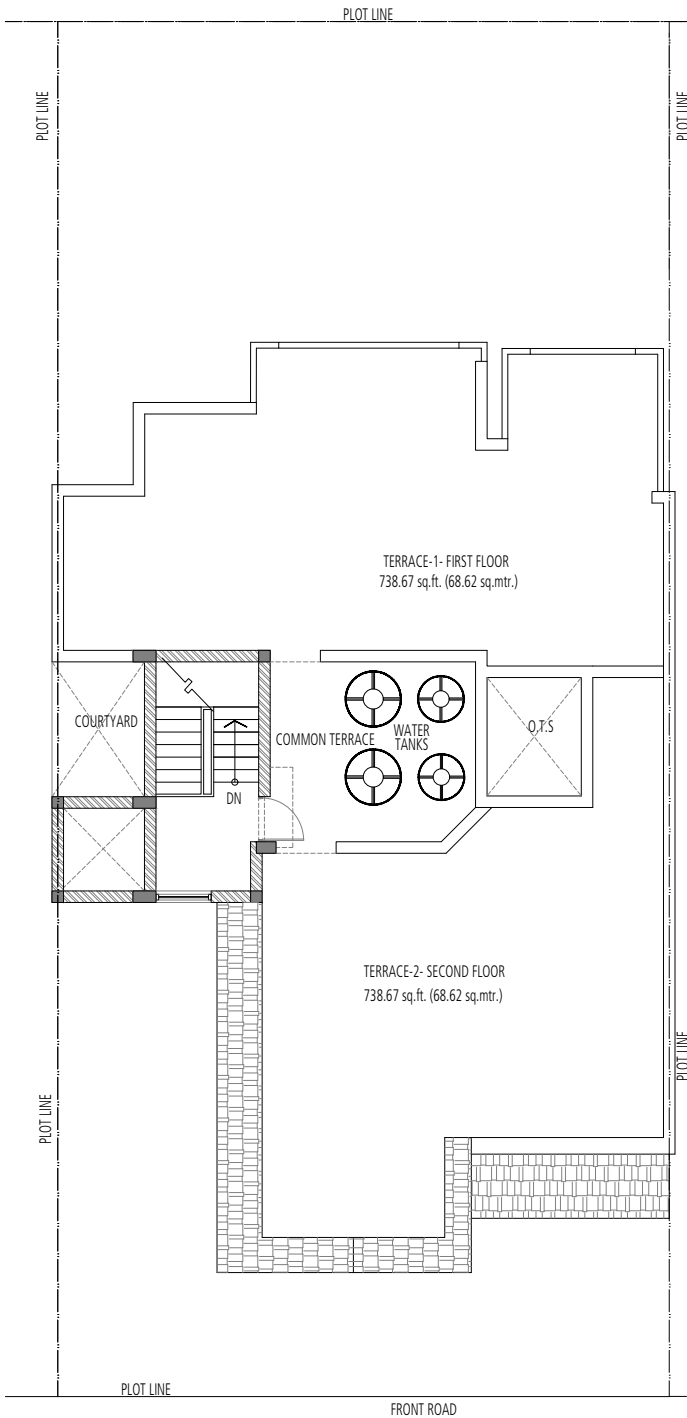 PLOT LINE
PLOT LINE
PLOT LINE
TERRACE-1- FIRST FLOOR
738.67 sq.ft. (68.62 sq.mtr.)
COURTYARD
COMMON TERRACE
WATER
TANKS
O.T.S
DN
TERRACE-2- SECOND FLOOR
738.67 sq.ft. (68.62 sq.mtr.)
PLOT LINE
PLOT LINE
PLOT LINE
FRONT ROAD